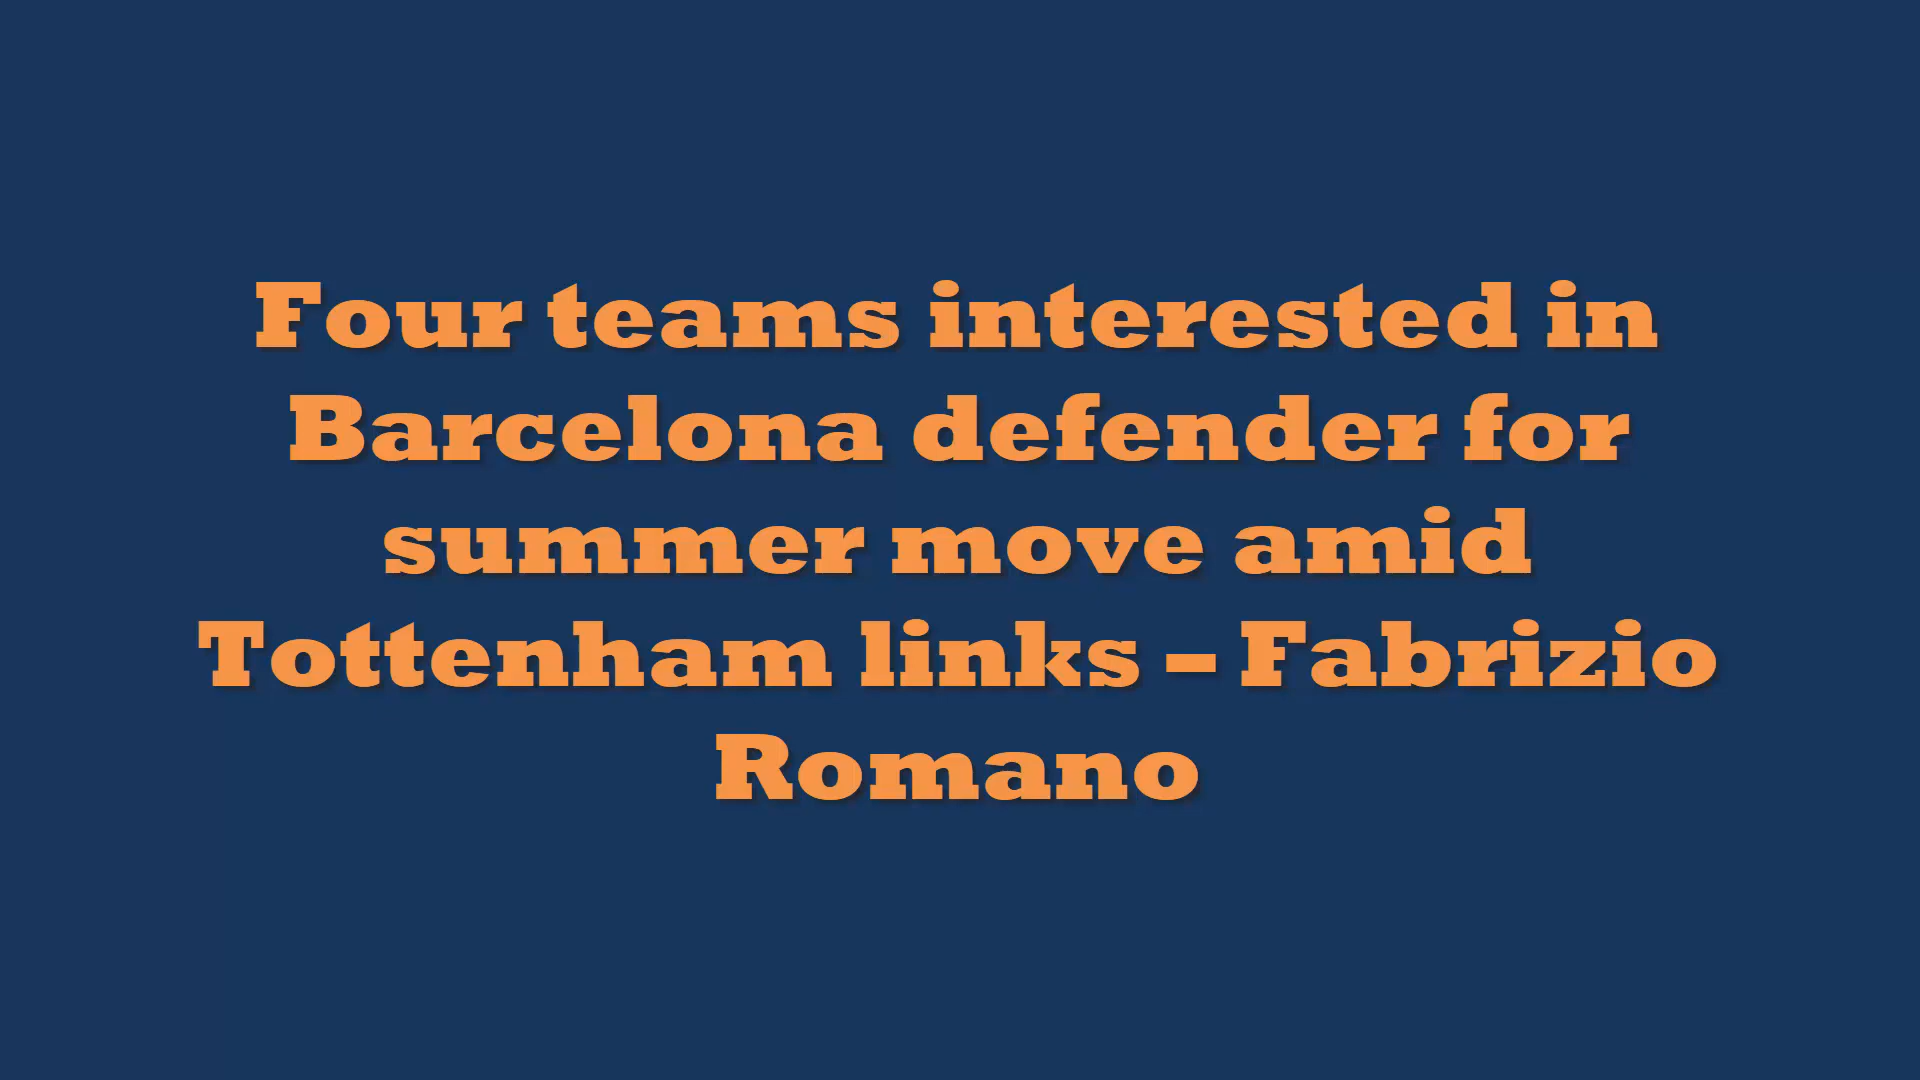 Four teams interested in
Barcelona defender for
summer move amid
Tottenham links – Fabrizio
Romano